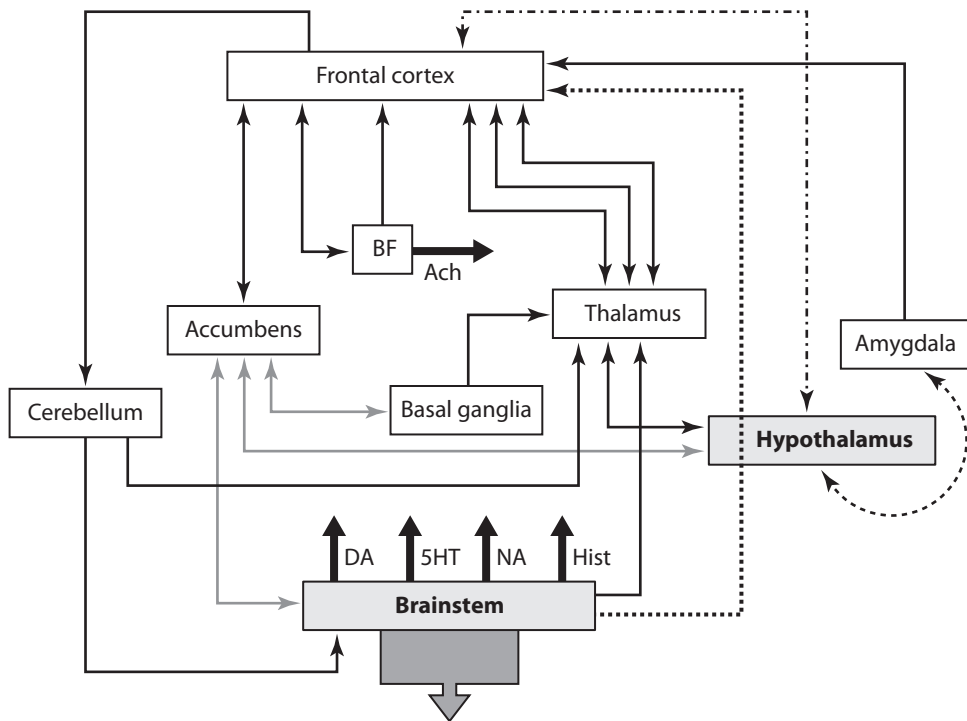 Frontal cortex
BF
Ach
Accumbens
Thalamus
Amygdala
Cerebellum
Basal ganglia
Hypothalamus
DA
5HT
NA
Hist
Brainstem